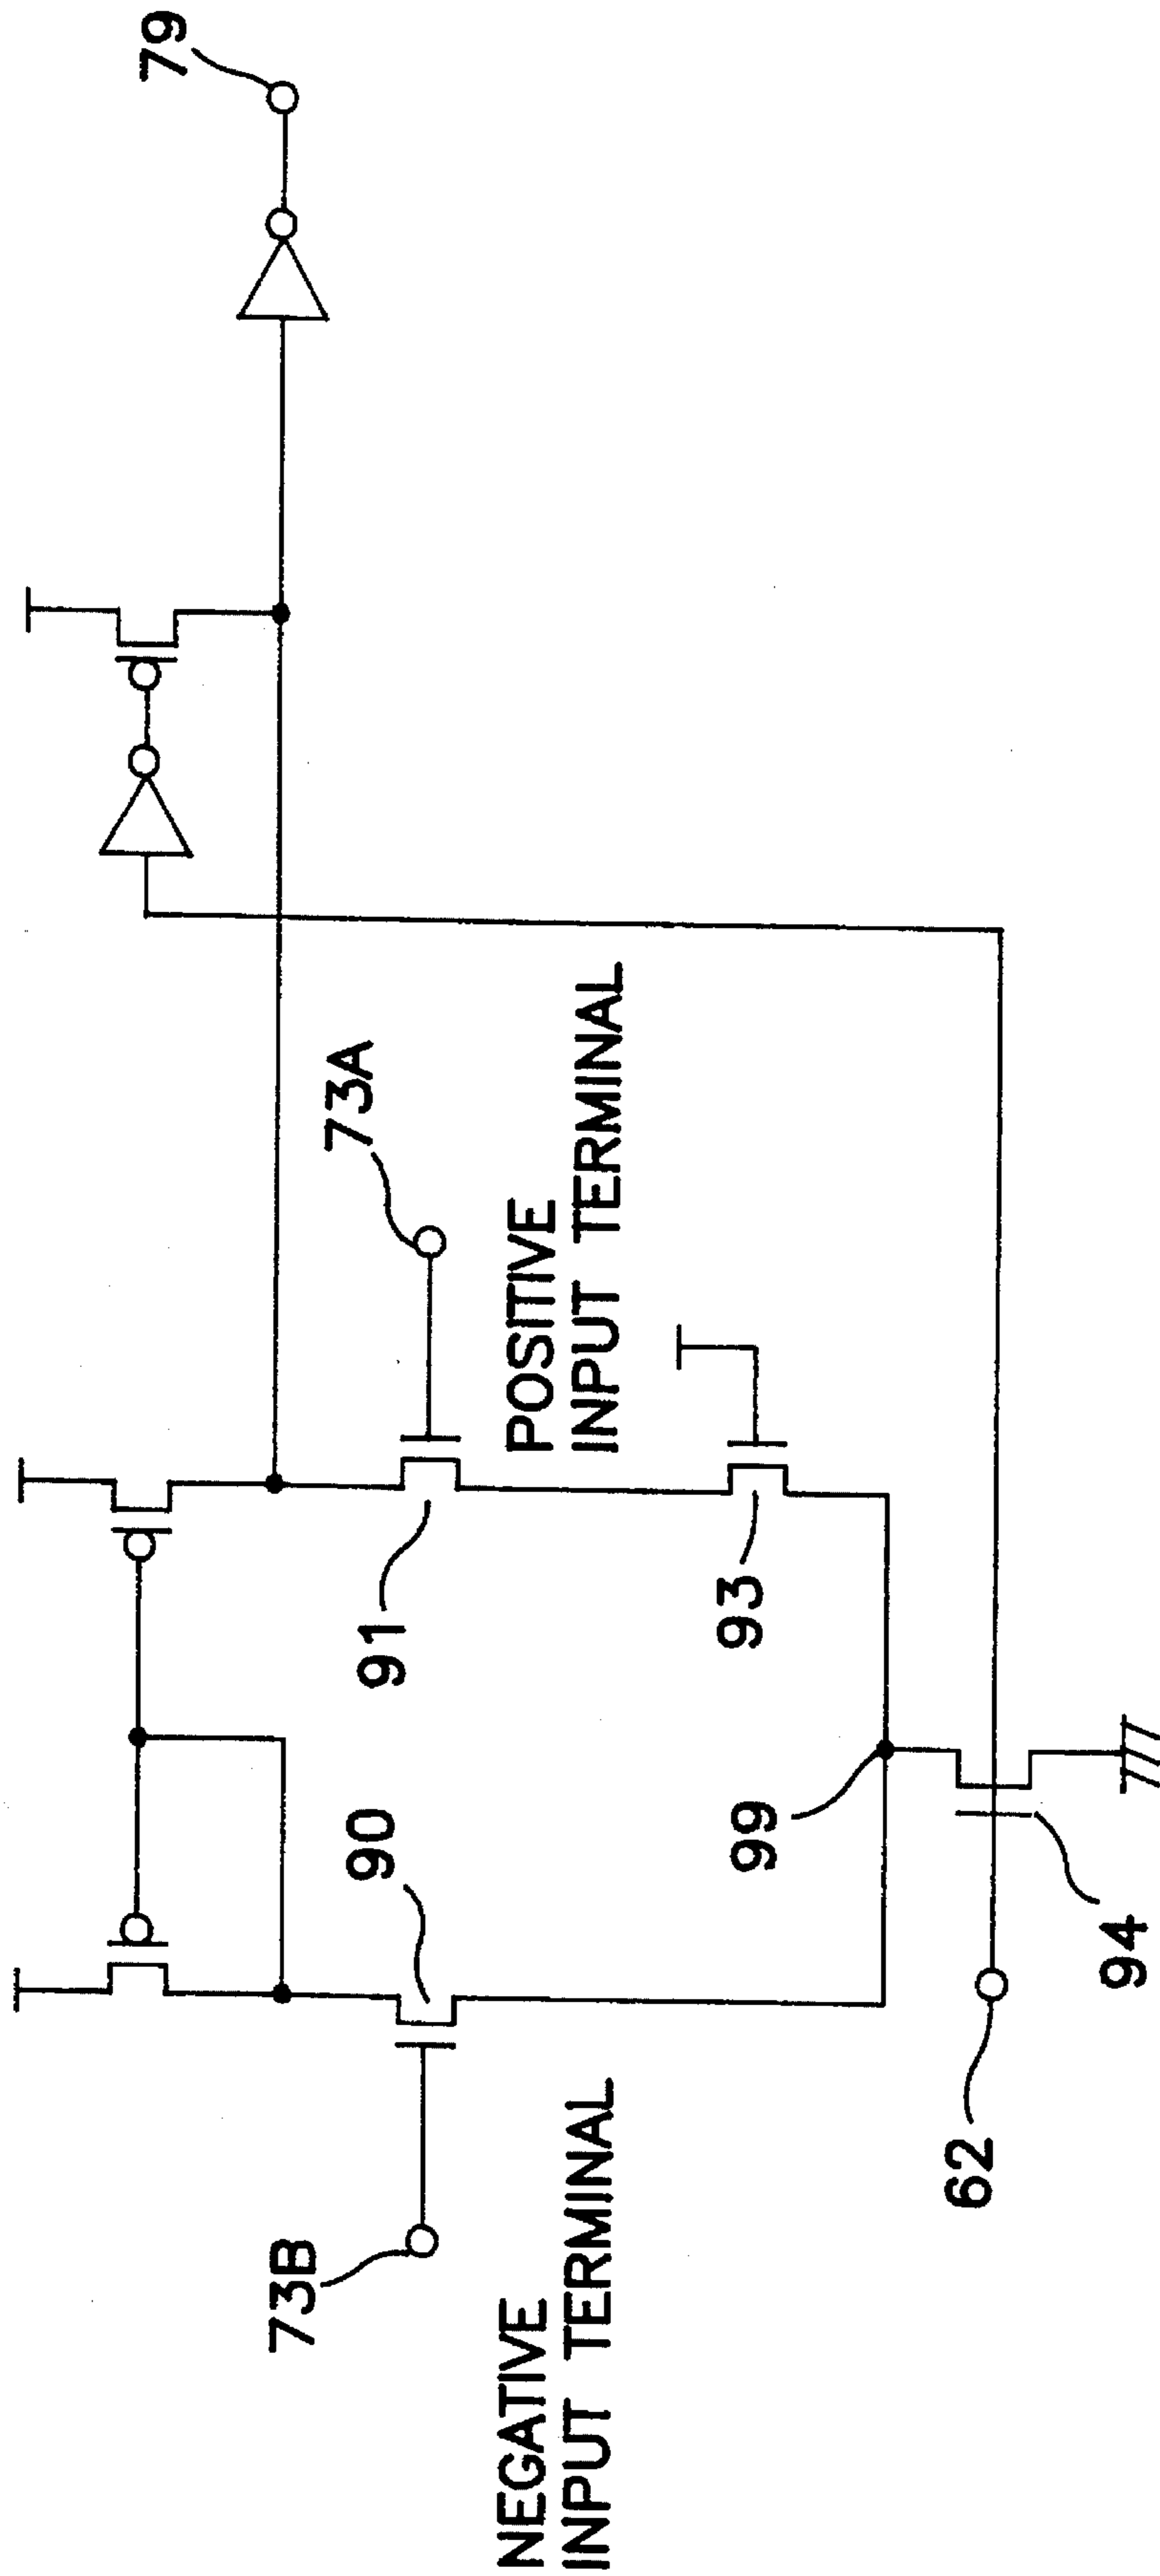 79
73A
POSITIVE
INPUT TERMINAL
91
93
90
99
73B
NEGATIVE
INPUT TERMINAL
62
94